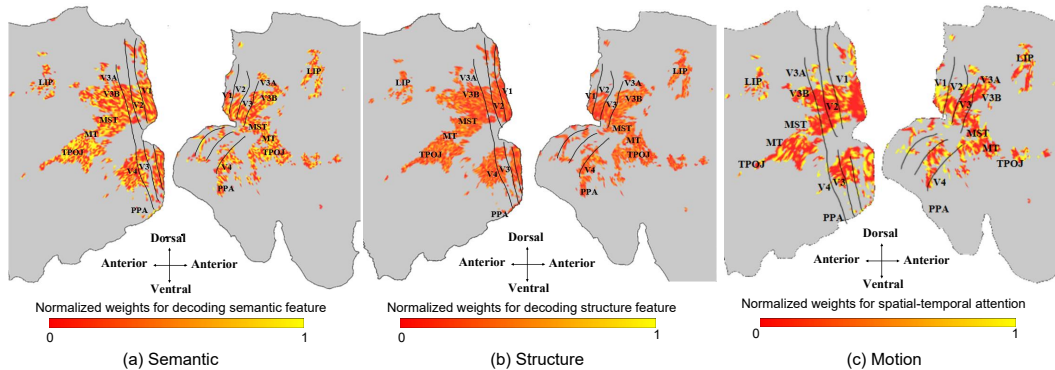 LIP
V3A
V3B
V1
V2
MST
MT
TPOJ
V4
V3
PPA
V1
V2
V3A
V3B
V3
MST
MT
TPOJ
V4
PPA
LIP
Dorsal
Anterior
Anterior
Ventral
Normalized weights for decoding semantic feature
0
1
(a) Semantic
LIP
V3A
V3B
V1
V2
MST
MT
TPOJ
V4
V3
PPA
V1
V2
V3A
V3B
V3
MST
MT
TPOJ
V4
PPA
LIP
Dorsal
Anterior
Anterior
Ventral
Normalized weights for decoding structure feature
0
1
(b) Structure
LIP
V3A
V3B
V1
V2
MST
MT
TPOJ
V4
V3
PPA
V1
V2
V3A
V3B
V3
MST
MT
TPOJ
V4
PPA
LIP
Dorsal
Anterior
Anterior
Ventral
Normalized weights for spatial-temporal attention
0
1
(c) Motion